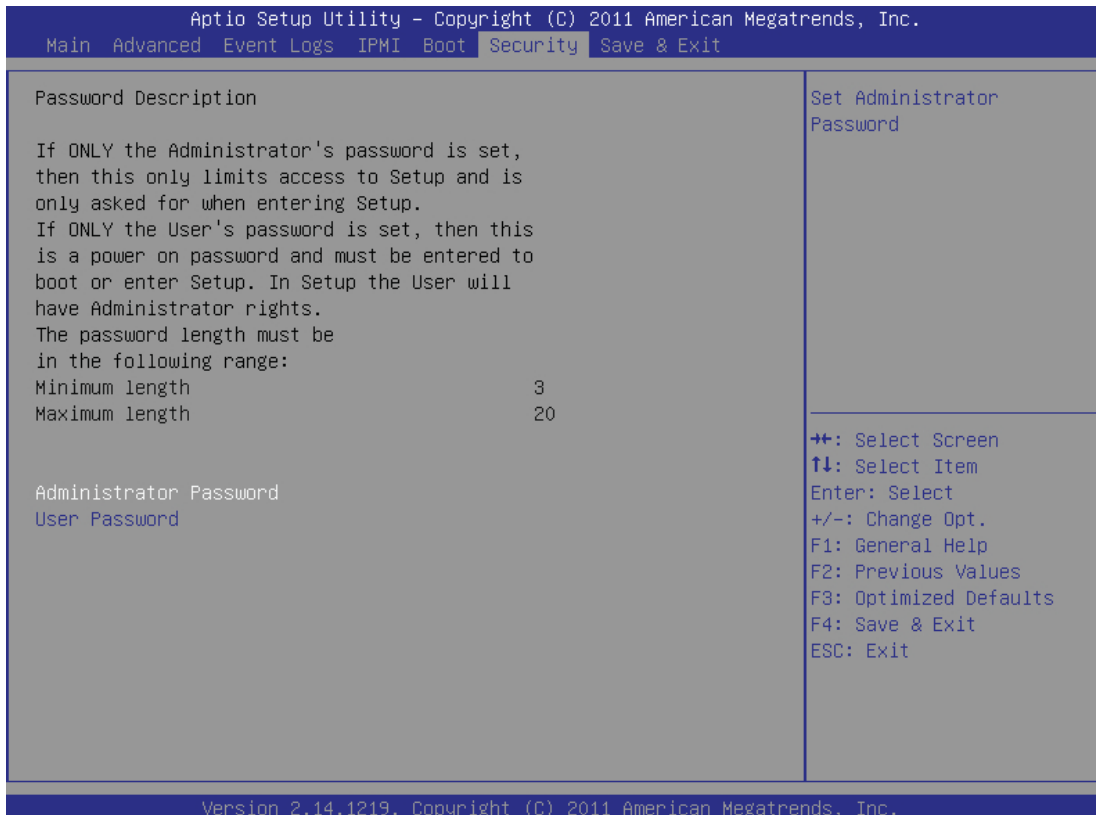 Aptio Setup Utility – Copyright (C) 2011 American Megatrends, Inc.
Main Advanced Event Logs IPMI Boot Security Save & Exit
Password Description
If ONLY the Administrator's password is set,
then this only limits access to Setup and is
only asked for when entering Setup.
If ONLY the User's password is set, then this
is a power on password and must be entered to
boot or enter Setup. In Setup the User will
have Administrator rights.
The password length must be
in the following range:
Minimum length 3
Maximum length 20
Administrator Password
User Password
Set Administrator
Password
→←: Select Screen
↑↓: Select Item
Enter: Select
+/-: Change Opt.
F1: General Help
F2: Previous Values
F3: Optimized Defaults
F4: Save & Exit
ESC: Exit
Version 2.14.1219. Copyright (C) 2011 American Megatrends, Inc.